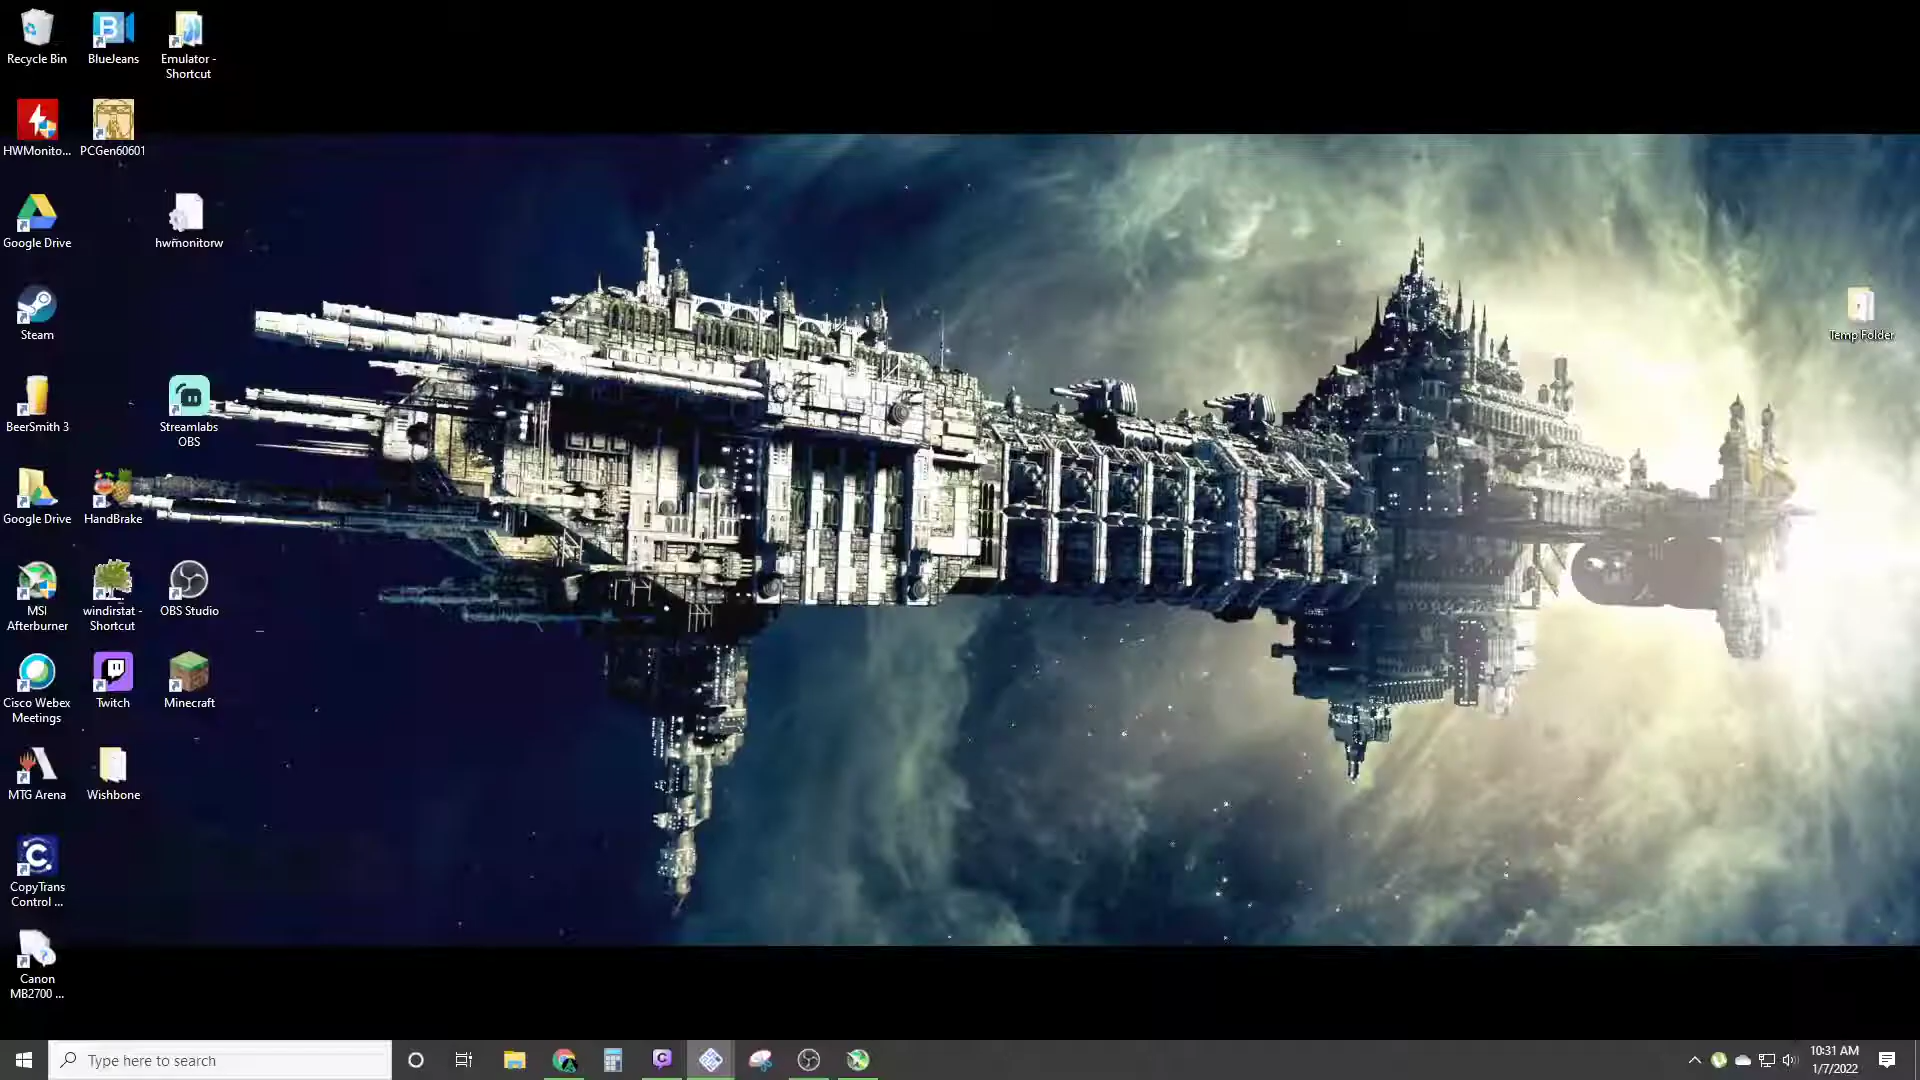 Recycle Bin
BlueJeans
Emulator -
Shortcut
HWMonito...
PCGen60601
Google Drive
hwmonitorw
Steam
Temp Folder
BeerSmith 3
Streamlabs
OBS
Google Drive
HandBrake
MSI
Afterburner
windirstat -
Shortcut
OBS Studio
Cisco Webex
Meetings
Twitch
Minecraft
MTG Arena
Wishbone
CopyTrans
Control ...
Canon
MB2700 ...
Type here to search
10:31 AM
1/7/2022